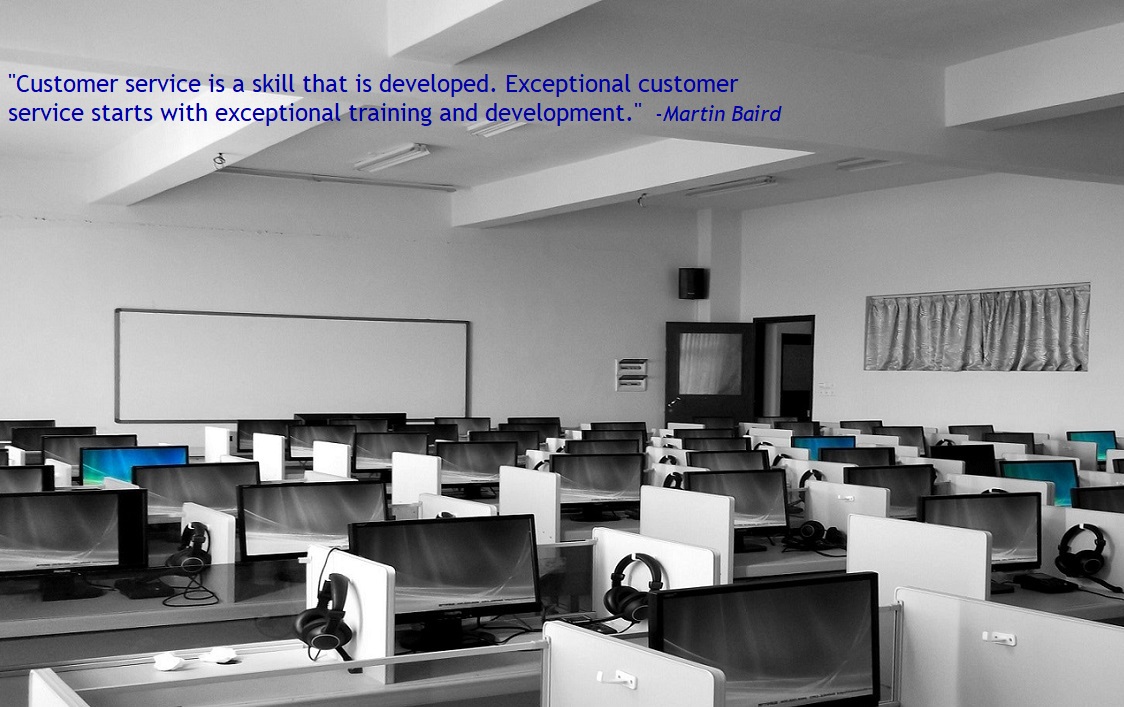 "Customer service is a skill that is developed. Exceptional customer
service starts with exceptional training and development." -Martin Baird